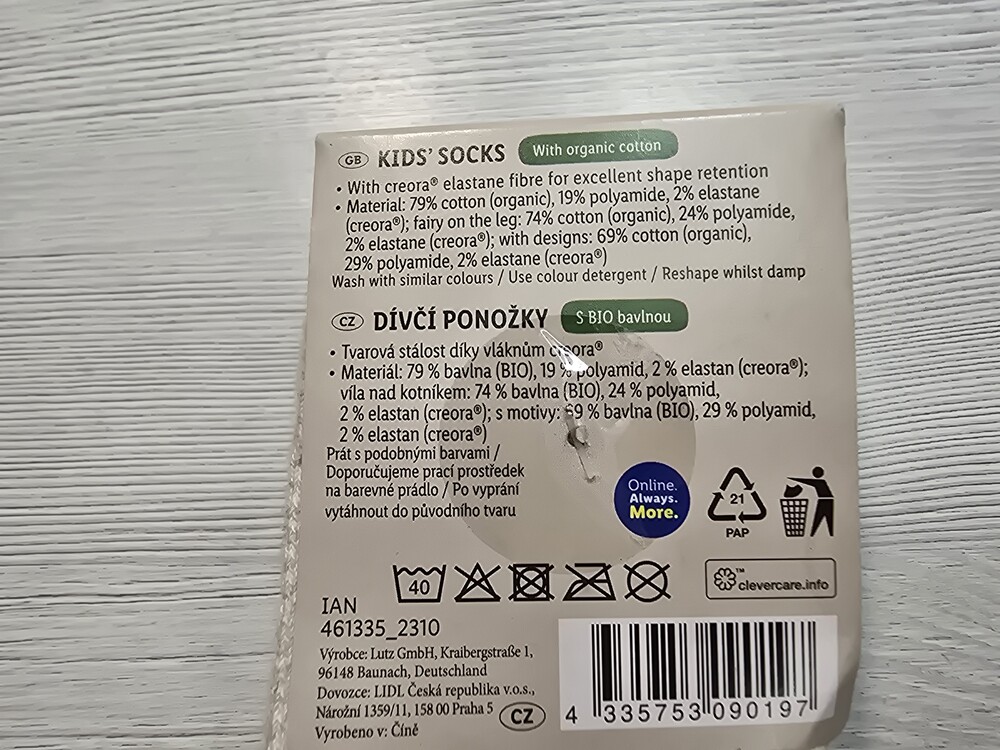 GB KIDS' SOCKS With organic cotton
• With creora® elastane fibre for excellent shape retention
• Material: 79% cotton (organic), 19% polyamide, 2% elastane
(creora®); fairy on the leg: 74% cotton (organic), 24% polyamide,
2% elastane (creora®); with designs: 69% cotton (organic),
29% polyamide, 2% elastane (creora®)
Wash with similar colours / Use colour detergent / Reshape whilst damp
CZ DÍVČÍ PONOŽKY S BIO bavlnou
• Tvarová stálost díky vláknům creora®
• Materiál: 79 % bavlna (BIO), 19 % polyamid, 2 % elastan (creora®);
víla nad kotníkem: 74 % bavlna (BIO), 24 % polyamid,
2 % elastan (creora®); s motivy: 69 % bavlna (BIO), 29 % polyamid,
2 % elastan (creora®)
Prát s podobnými barvami /
Doporučujeme prací prostředek
na barevné prádlo / Po vyprání
vytáhnout do původního tvaru
Online.
Always.
More.
21
PAP
40
clevercare.info
™
IAN
461335_2310
Výrobce: Lutz GmbH, Kraibergstraße 1,
96148 Baunach, Deutschland
Dovozce: LIDL Česká republika v.o.s.,
Nárožní 1359/11, 158 00 Praha 5
Vyrobeno v: Číně
CZ
4 335753 090197